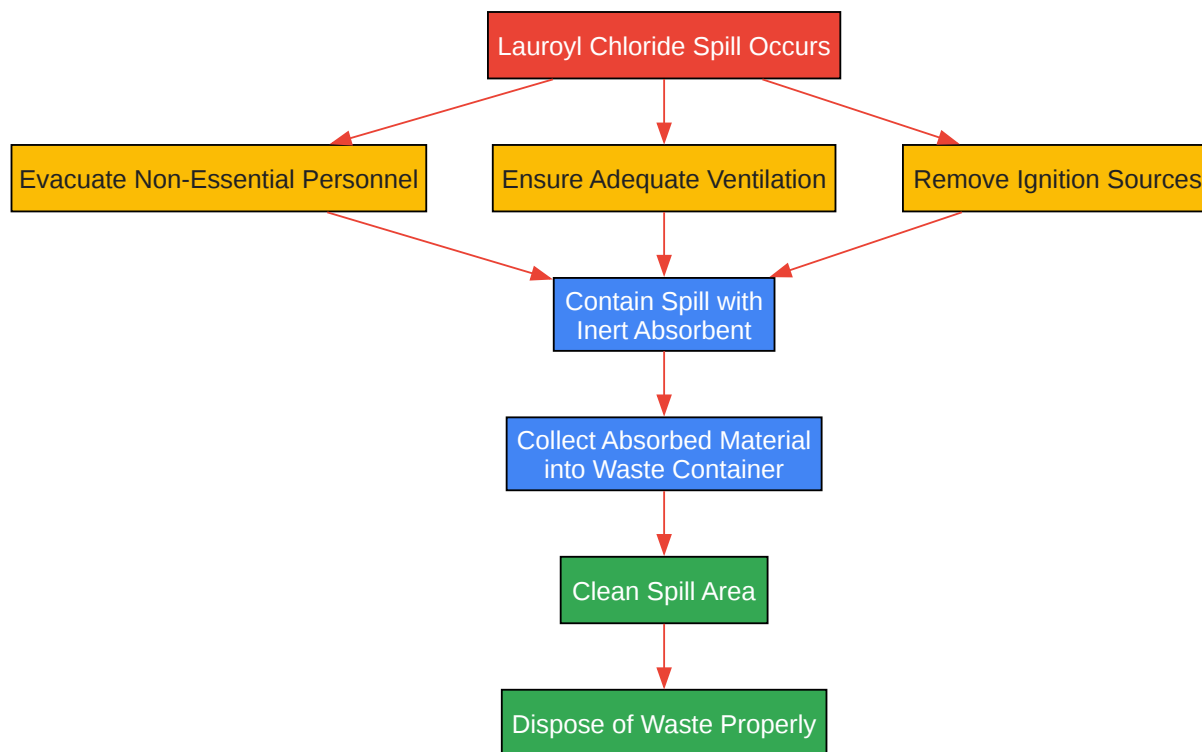 Lauroyl Chloride Spill Occurs
Evacuate Non-Essential Personnel
Ensure Adequate Ventilation
Remove Ignition Sources
Contain Spill with
Inert Absorbent
Collect Absorbed Material
into Waste Container
Clean Spill Area
Dispose of Waste Properly